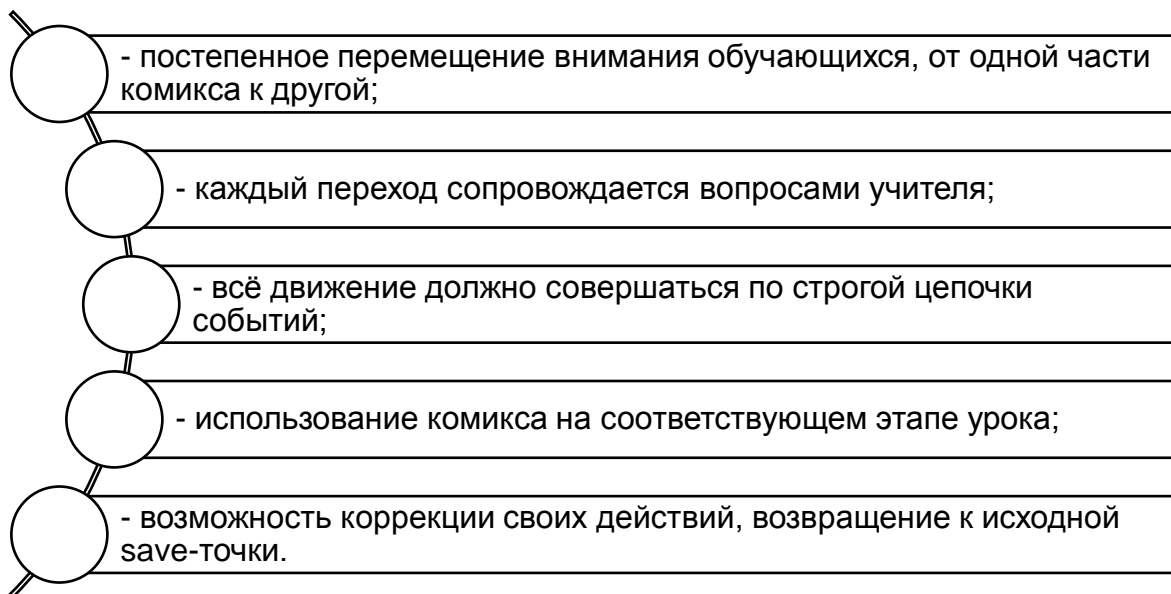 - постепенное перемещение внимания обучающихся, от одной части
комикса к другой;
- каждый переход сопровождается вопросами учителя;
- всё движение должно совершаться по строгой цепочки
событий;
- использование комикса на соответствующем этапе урока;
- возможность коррекции своих действий, возвращение к исходной
save-точки.